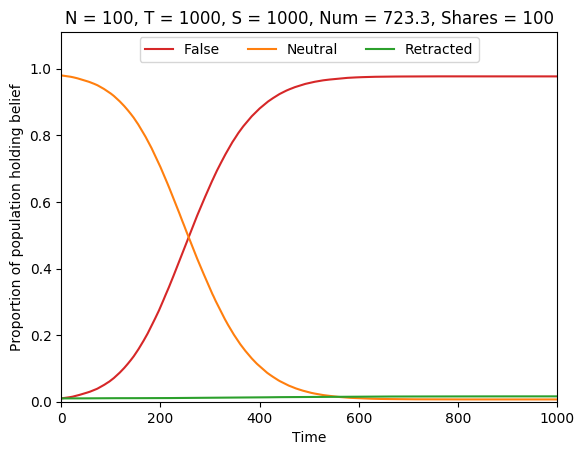 N = 100, T = 1000, S = 1000, Num = 723.3, Shares = 100
False Neutral Retracted
Proportion of population holding belief
1.0
0.8
0.6
0.4
0.2
0.0
0 200 400 600 800 1000
Time